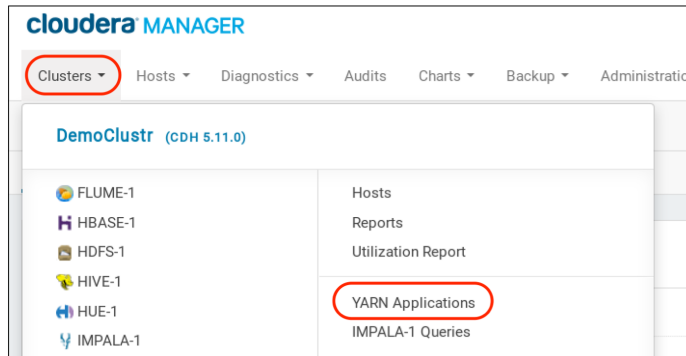 cloudera MANAGER
Clusters Hosts Diagnostics Audits Charts Backup
DemoClustr (CDH 5.11.0)
FLUME-1
HBASE-1
HDFS-1
HIVE-1
HUE-1
IMPALA-1
Hosts
Reports
Utilization Report
YARN Applications
IMPALA-1 Queries